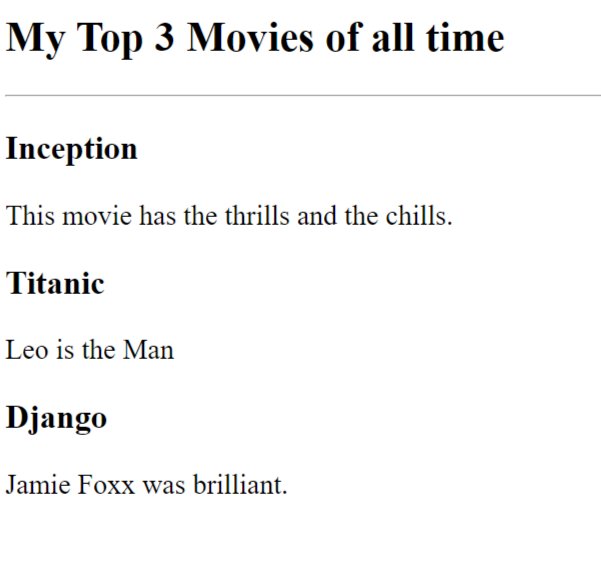 My Top 3 Movies of all time
Inception
This movie has the thrills and the chills.
Titanic
Leo is the Man
Django
Jamie Foxx was brilliant.